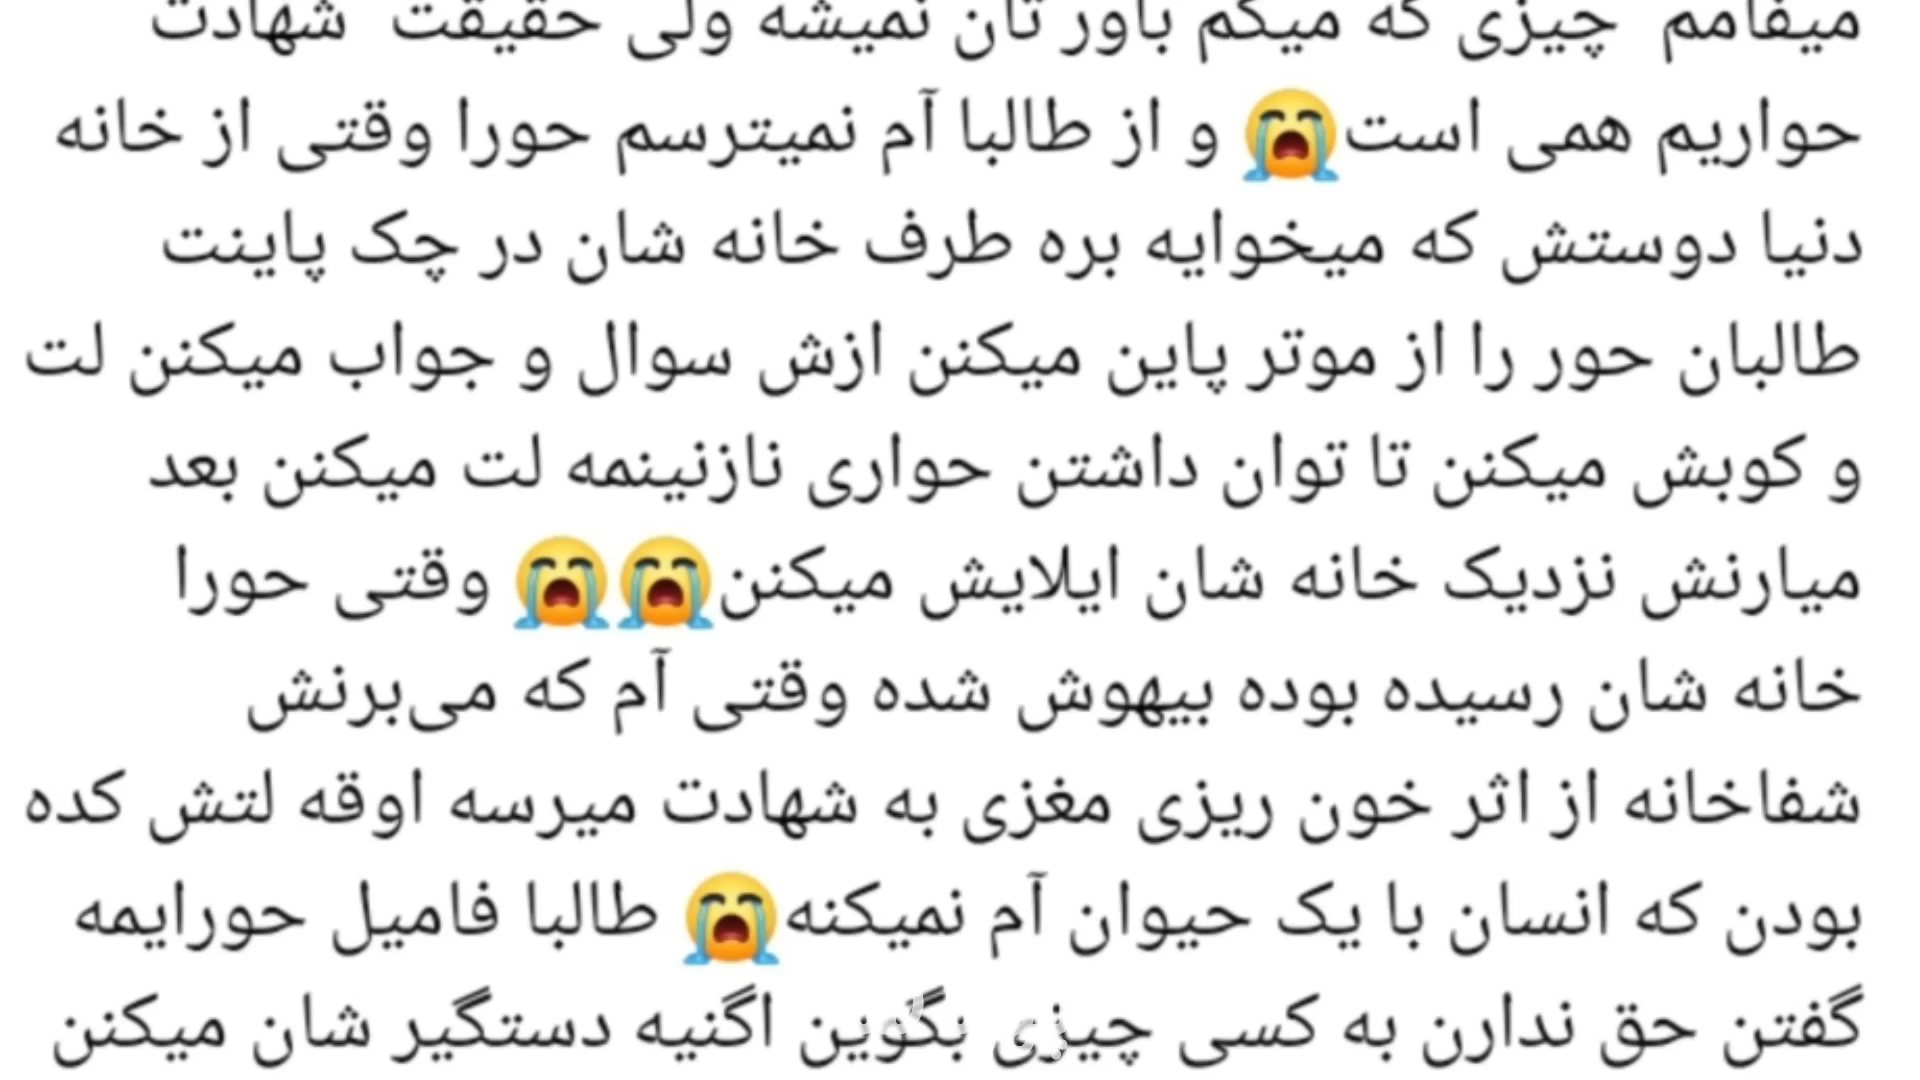 میفامم چیزی که میگم باور تان نمیشه ولی حقیقت شهادت
حواریم همی است😭 و از طالبا آم نمیترسم حورا وقتی از خانه
دنیا دوستش که میخوایه بره طرف خانه شان در چک پاینت
طالبان حور را از موتر پاین میکنن ازش سوال و جواب میکنن لت
و کوبش میکنن تا توان داشتن حواری نازنینمه لت میکنن بعد
میارنش نزدیک خانه شان ایلایش میکنن😭😭 وقتی حورا
خانه شان رسیده بوده بیهوش شده وقتی آم که می‌برنش
شفاخانه از اثر خون ریزی مغزی به شهادت میرسه اوقه لتش کده
بودن که انسان با یک حیوان آم نمیکنه😭 طالبا فامیل حورایمه
گفتن حق ندارن به کسی چیزی بگوین اگنیه دستگیر شان میکنن